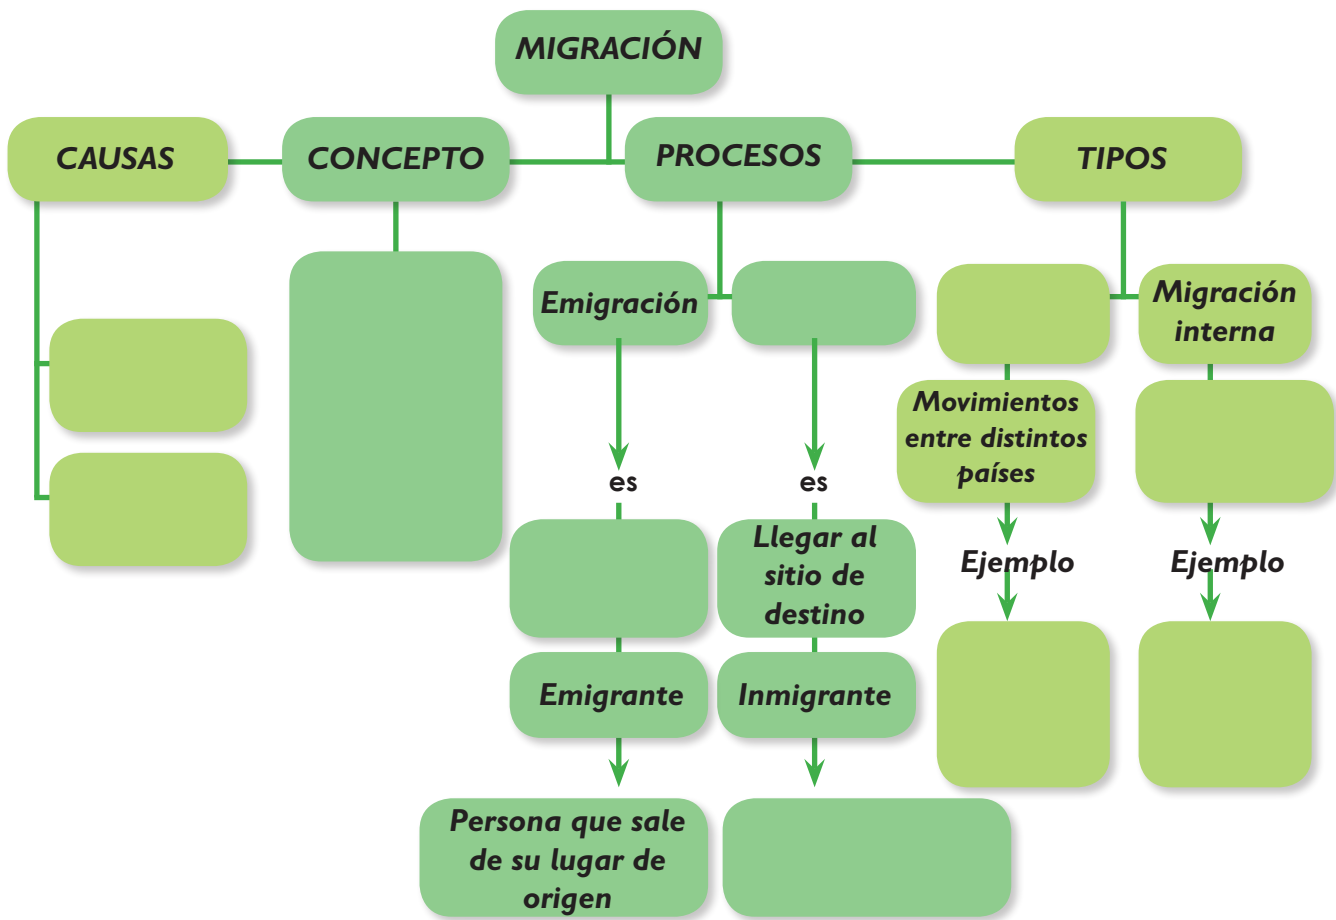 MIGRACIÓN
CAUSAS
CONCEPTO
PROCESOS
TIPOS
Emigración
Migración
interna
Movimientos
entre distintos
países
es
es
Llegar al
sitio de
destino
Ejemplo
Ejemplo
Emigrante
Inmigrante
Persona que sale
de su lugar de
origen